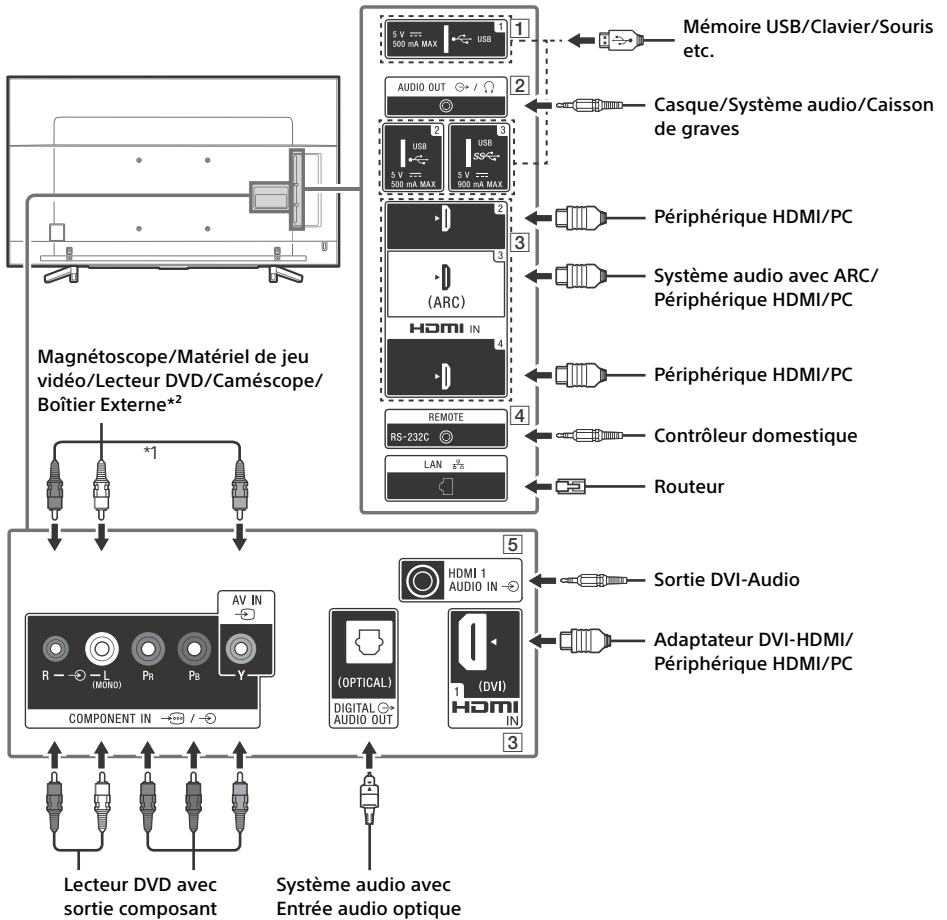 5 V
500 mA MAX
USB
1
1
Mémoire USB/Clavier/Souris
etc.
AUDIO OUT /
2
Casque/Système audio/Caisson
de graves
2
USB
5 V
500 mA MAX
3
USB
SS
5 V
900 mA MAX
2
Périphérique HDMI/PC
3
3
(ARC)
Système audio avec ARC/
Périphérique HDMI/PC
HDMI IN
4
Périphérique HDMI/PC
REMOTE
4
RS-232C
Contrôleur domestique
LAN
Routeur
Magnétoscope/Matériel de jeu
vidéo/Lecteur DVD/Caméscope/
Boîtier Externe*2
*1
5
HDMI 1
AUDIO IN
Sortie DVI-Audio
AV IN
R — — L
(MONO)
PR
PB
Y
COMPONENT IN /
(OPTICAL)
DIGITAL
AUDIO OUT
(DVI)
1
HDMI
IN
3
Adaptateur DVI-HDMI/
Périphérique HDMI/PC
Lecteur DVD avec
sortie composant
Système audio avec
Entrée audio optique